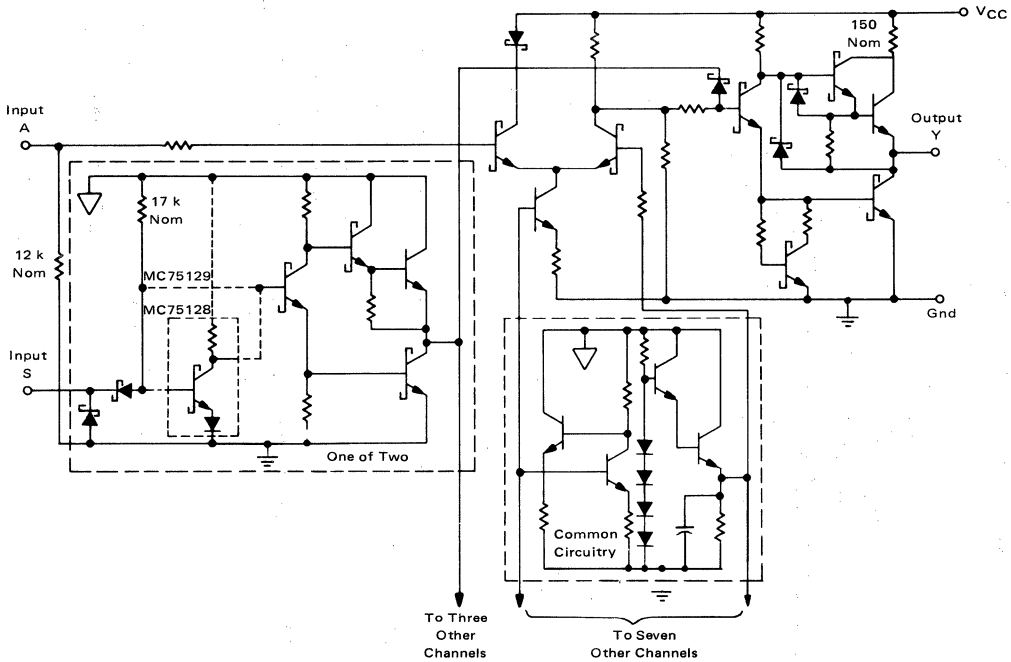 VCC
150
Nom
Input
A
Output
Y
17 k
Nom
12 k
Nom
MC75129
MC75128
Gnd
Input
S
One of Two
Common
Circuitry
To Three
Other
Channels
To Seven
Other Channels